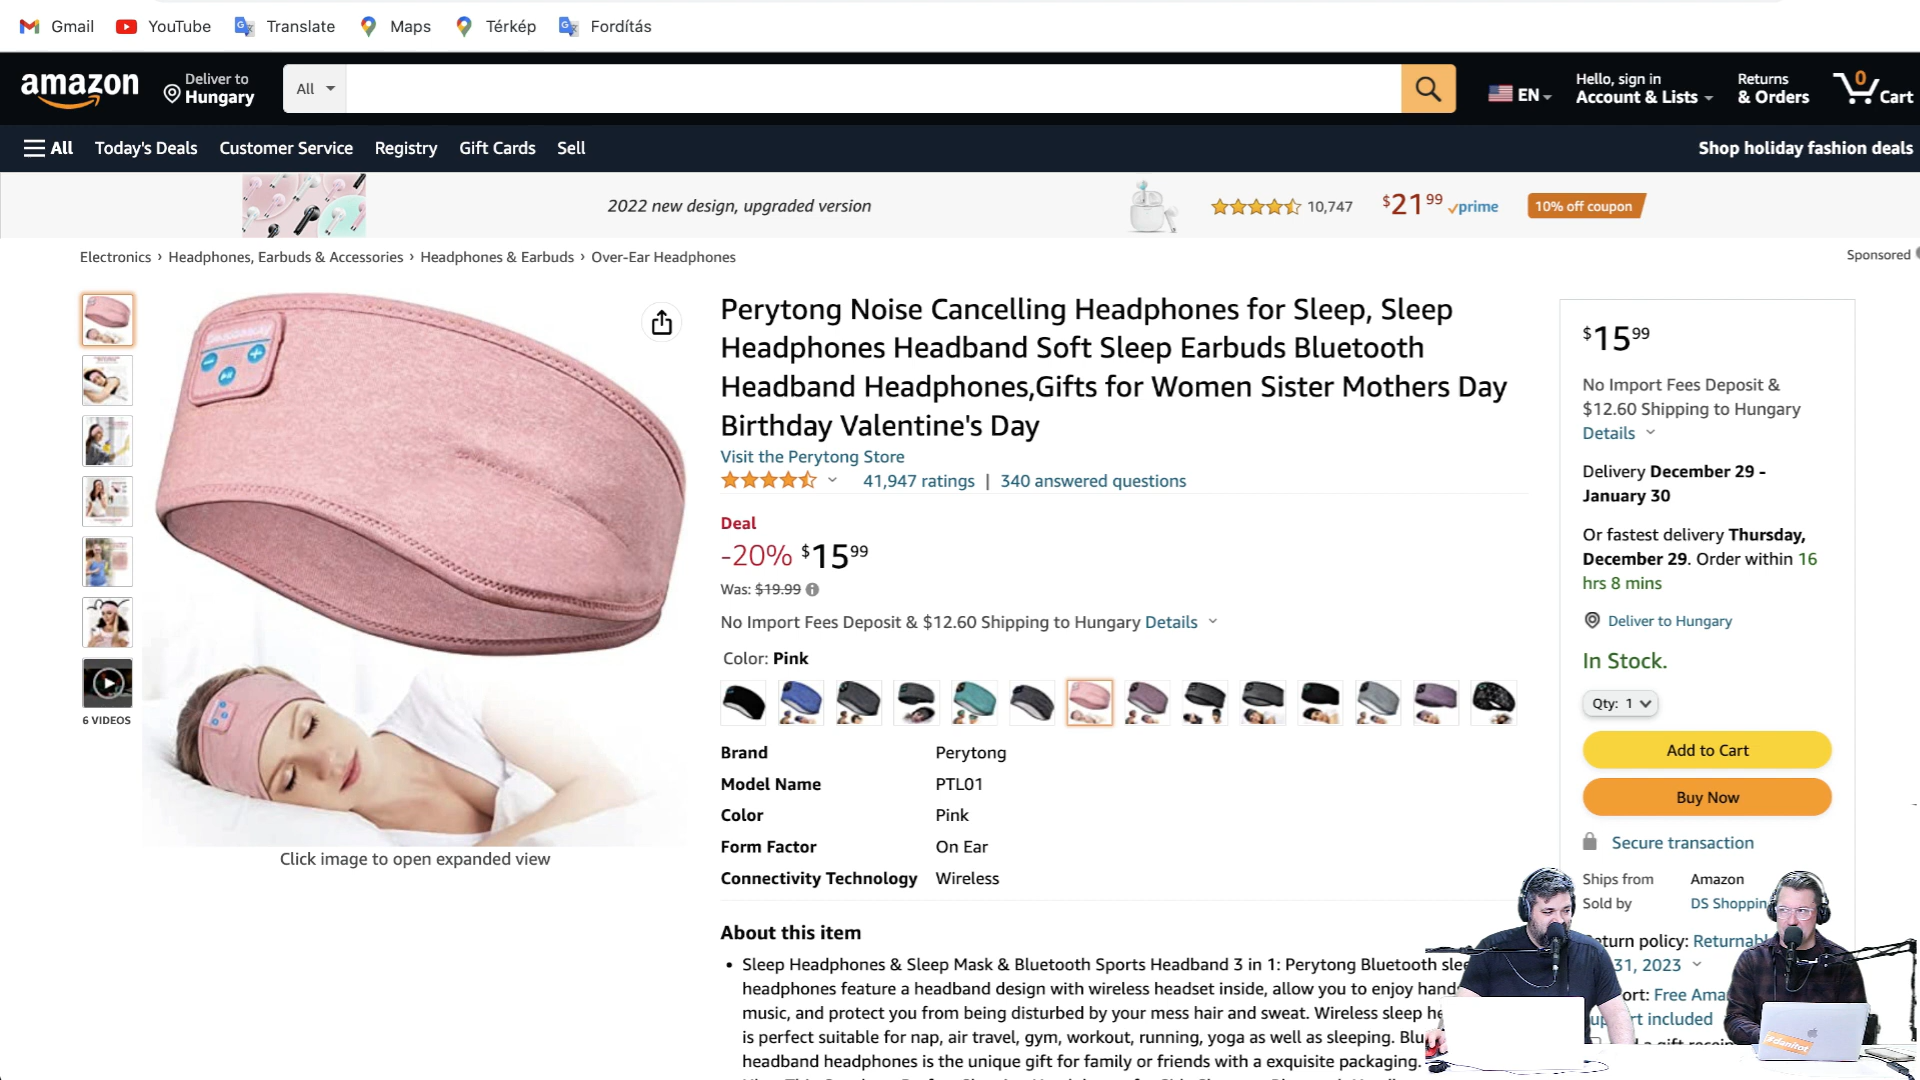 Gmail YouTube Translate Maps Térkép Fordítás
amazon
Deliver to
Hungary
All
EN
Hello, sign in
Account & Lists
Returns
& Orders
0
Cart
All Today's Deals Customer Service Registry Gift Cards Sell
Shop holiday fashion deals
2022 new design, upgraded version
10,747
$21 99
prime
10% off coupon
Electronics › Headphones, Earbuds & Accessories › Headphones & Earbuds › Over-Ear Headphones
Sponsored
Perytong Noise Cancelling Headphones for Sleep, Sleep
Headphones Headband Soft Sleep Earbuds Bluetooth
Headband Headphones,Gifts for Women Sister Mothers Day
Birthday Valentine's Day
Visit the Perytong Store
41,947 ratings | 340 answered questions
Deal
-20% $15 99
Was: $19.99
No Import Fees Deposit & $12.60 Shipping to Hungary Details
Color: Pink
6 VIDEOS
Click image to open expanded view
Brand Perytong
Model Name PTL01
Color Pink
Form Factor On Ear
Connectivity Technology Wireless
About this item
• Sleep Headphones & Sleep Mask & Bluetooth Sports Headband 3 in 1: Perytong Bluetooth
headphones feature a headband design with wireless headset inside, allow you to enjoy
music, and protect you from being disturbed by your mess hair and sweat. Wireless sleep
is perfect suitable for nap, air travel, gym, workout, running, yoga as well as sleeping.
headband headphones is the unique gift for family or friends with a exquisite packaging.
$15 99
No Import Fees Deposit &
$12.60 Shipping to Hungary
Details
Delivery December 29 -
January 30
Or fastest delivery Thursday,
December 29. Order within 16
hrs 8 mins
Deliver to Hungary
In Stock.
Qty: 1
Add to Cart
Buy Now
Secure transaction
Ships from Amazon
Sold by DS
policy:
31, 2023
Free
included